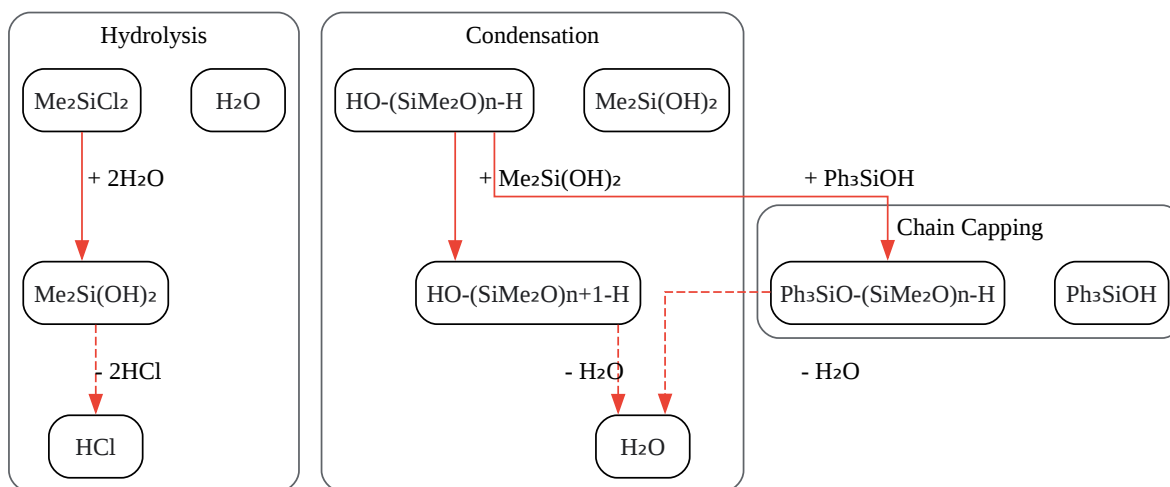 Hydrolysis
Me₂SiCl₂
H₂O
+ 2H₂O
Me₂Si(OH)₂
- 2HCl
HCl
Condensation
HO-(SiMe₂O)n-H
Me₂Si(OH)₂
+ Me₂Si(OH)₂
+ Ph₃SiOH
HO-(SiMe₂O)n+1-H
- H₂O
H₂O
Chain Capping
Ph₃SiO-(SiMe₂O)n-H
Ph₃SiOH
- H₂O